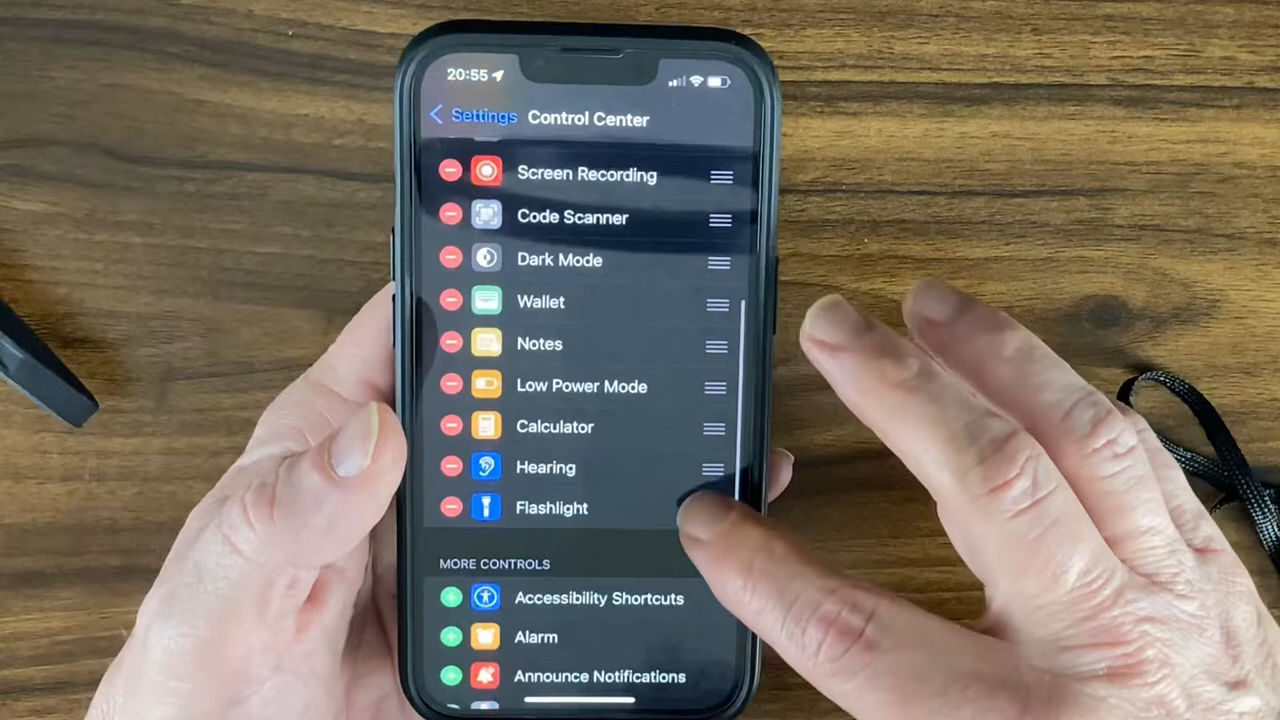 20:55
Settings Control Center
Screen Recording
Code Scanner
Dark Mode
Wallet
Notes
Low Power Mode
Calculator
Hearing
Flashlight
MORE CONTROLS
Accessibility Shortcuts
Alarm
Announce Notifications